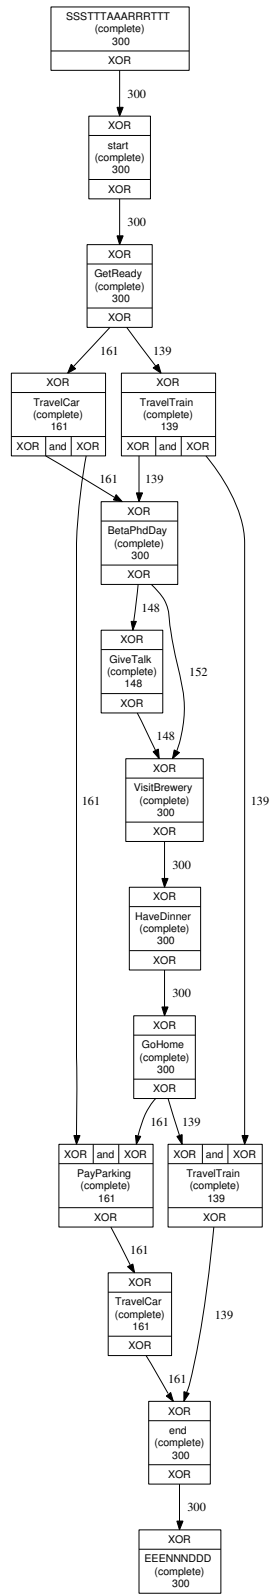 SSSTTTAAARRRTTT
(complete)
300
XOR
300
XOR
start
(complete)
300
XOR
300
XOR
GetReady
(complete)
300
XOR
161
139
XOR
TravelCar
(complete)
161
XOR and XOR
XOR
TravelTrain
(complete)
139
XOR and XOR
161
139
XOR
BetaPhdDay
(complete)
300
XOR
148
152
XOR
GiveTalk
(complete)
148
XOR
148
161
139
XOR
VisitBrewery
(complete)
300
XOR
300
XOR
HaveDinner
(complete)
300
XOR
300
XOR
GoHome
(complete)
300
XOR
161
139
XOR and XOR
PayParking
(complete)
161
XOR
XOR and XOR
TravelTrain
(complete)
139
XOR
161
XOR
TravelCar
(complete)
161
XOR
139
161
XOR
end
(complete)
300
XOR
300
XOR
EEENNNDDD
(complete)
300